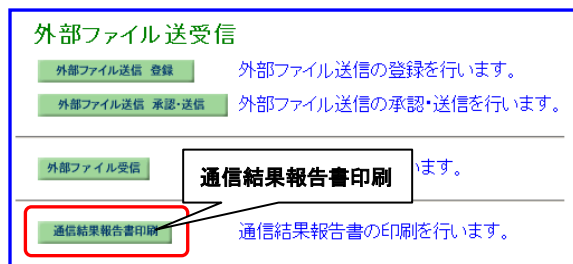 外部ファイル送受信
外部ファイル送信 登録 外部ファイル送信の登録を行います。
外部ファイル送信 承認・送信 外部ファイル送信の承認・送信を行います。
外部ファイル受信 います。
通信結果報告書印刷
通信結果報告書印刷 通信結果報告書の印刷を行います。